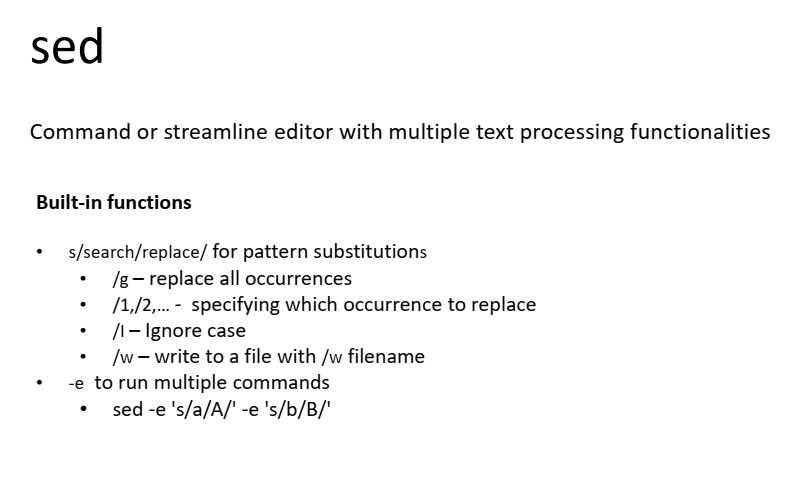 sed
Command or streamline editor with multiple text processing functionalities
Built-in functions
• s/search/replace/ for pattern substitutions
• /g – replace all occurrences
• /1,/2,... - specifying which occurrence to replace
• /I – Ignore case
• /w – write to a file with /w filename
• -e to run multiple commands
• sed -e 's/a/A/' -e 's/b/B/'